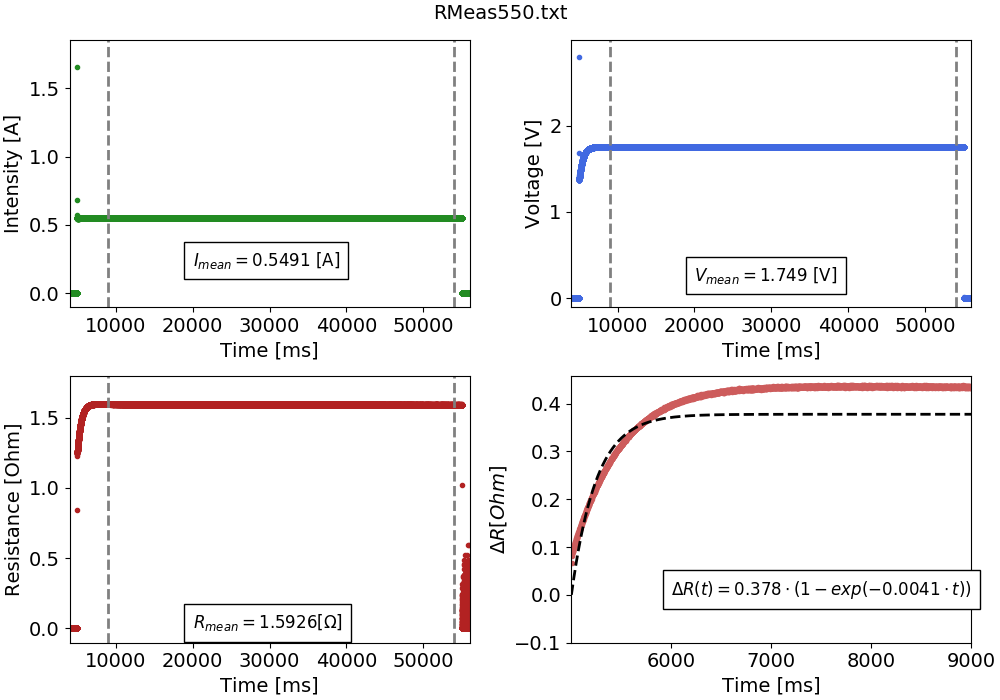 RMeas550.txt
Intensity [A]
1.5
1.0
0.5
0.0
I_mean = 0.5491 [A]
10000 20000 30000 40000 50000
Time [ms]
Voltage [V]
2
1
0
V_mean = 1.749 [V]
10000 20000 30000 40000 50000
Time [ms]
Resistance [Ohm]
1.5
1.0
0.5
0.0
R_mean = 1.5926[Ω]
10000 20000 30000 40000 50000
Time [ms]
ΔR[Ohm]
0.4
0.3
0.2
0.1
0.0
−0.1
ΔR(t) = 0.378 · (1 − exp(−0.0041 · t))
6000 7000 8000 9000
Time [ms]